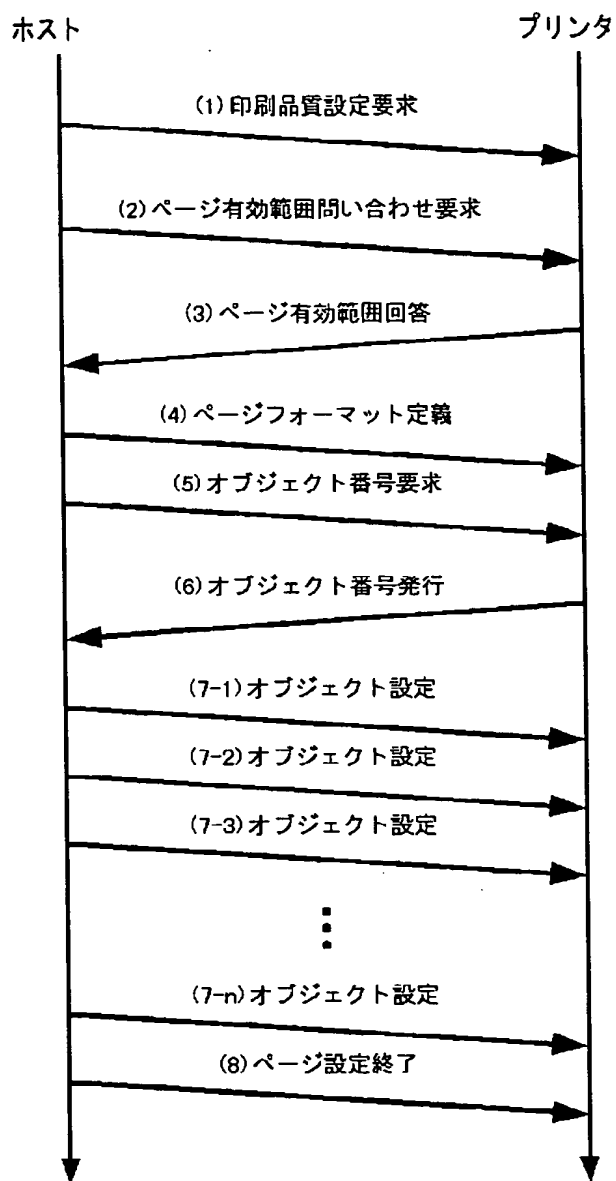 ホスト
プリンタ
(1)印刷品質設定要求
(2)ページ有効範囲問い合わせ要求
(3)ページ有効範囲回答
(4)ページフォーマット定義
(5)オブジェクト番号要求
(6)オブジェクト番号発行
(7-1)オブジェクト設定
(7-2)オブジェクト設定
(7-3)オブジェクト設定
(7-n)オブジェクト設定
(8)ページ設定終了